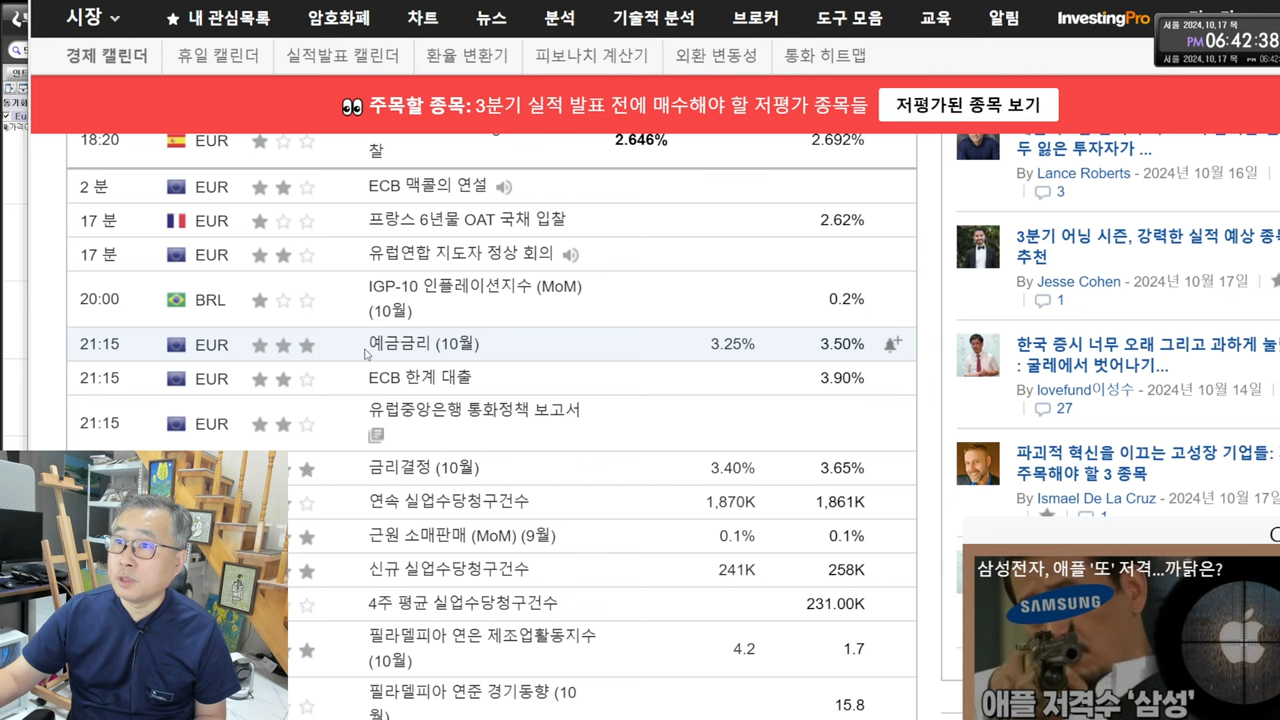 시장
★ 내 관심목록
암호화폐
차트
뉴스
분석
기술적 분석
브로커
도구 모음
교육
알림
InvestingPro
서울 2024.10.17 목
PM 06:42:38
서울 2024.10.17 목
경제 캘린더
휴일 캘린더
실적발표 캘린더
환율 변환기
피보나치 계산기
외환 변동성
통화 히트맵
주목할 종목: 3분기 실적 발표 전에 매수해야 할 저평가 종목들
저평가된 종목 보기
18:20 EUR 찰 2.646% 2.692%
2 분 EUR ECB 맥콜의 연설
17 분 EUR 프랑스 6년물 OAT 국채 입찰 2.62%
17 분 EUR 유럽연합 지도자 정상 회의
20:00 BRL IGP-10 인플레이션지수 (MoM)
(10월) 0.2%
21:15 EUR 예금금리 (10월) 3.25% 3.50%
21:15 EUR ECB 한계 대출 3.90%
21:15 EUR 유럽중앙은행 통화정책 보고서
금리결정 (10월) 3.40% 3.65%
연속 실업수당청구건수 1,870K 1,861K
근원 소매판매 (MoM) (9월) 0.1% 0.1%
신규 실업수당청구건수 241K 258K
4주 평균 실업수당청구건수 231.00K
필라델피아 연은 제조업활동지수
(10월) 4.2 1.7
필라델피아 연준 경기동향 (10
월) 15.8
두 잃은 투자자가 ...
By Lance Roberts - 2024년 10월 16일
3
3분기 어닝 시즌, 강력한 실적 예상 종목
추천
By Jesse Cohen - 2024년 10월 17일
1
한국 증시 너무 오래 그리고 과하게 눌
: 굴레에서 벗어나기...
By lovefund이성수 - 2024년 10월 14일
27
파괴적 혁신을 이끄는 고성장 기업들:
주목해야 할 3 종목
By Ismael De La Cruz - 2024년 10월 17일
1
삼성전자, 애플 '또' 저격...까닭은?
SAMSUNG
애플 저격수 '삼성'